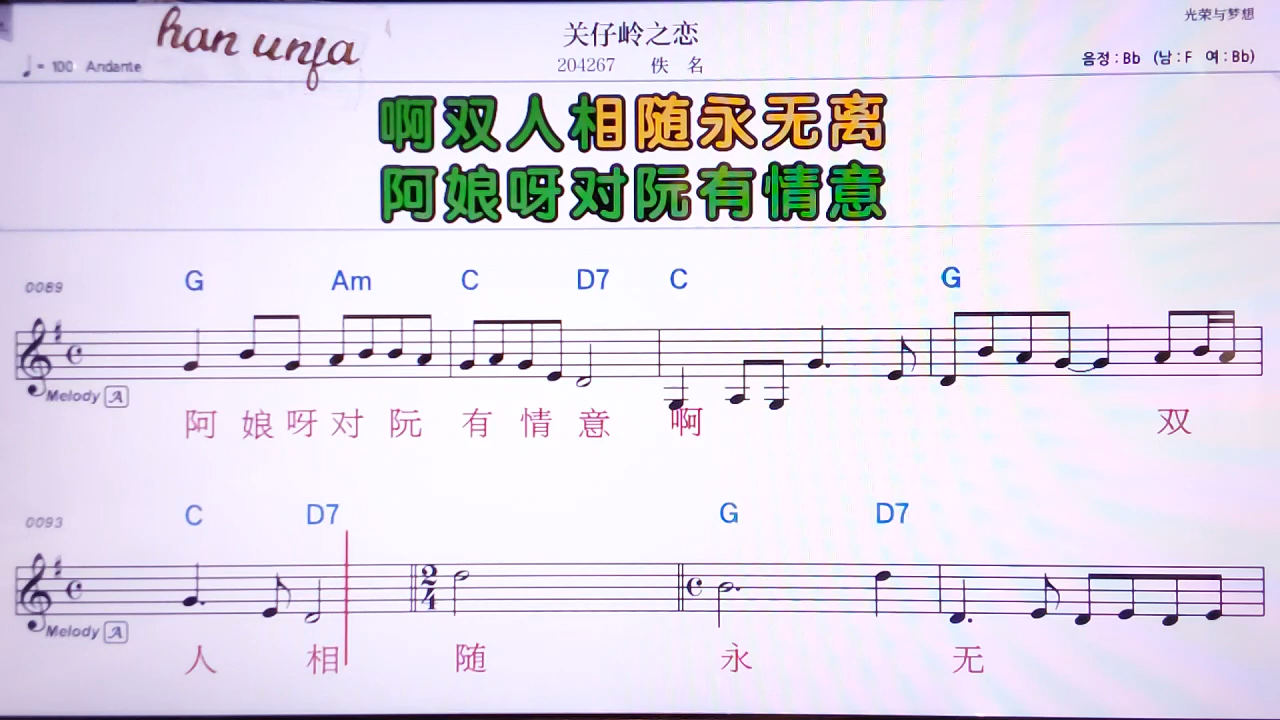 han unfa
关仔岭之恋
光荣与梦想
♩ = 100 Andante
204267 佚 名
음정 : Bb (남 : F 여 : Bb)
啊双人相随永无离
阿娘呀对阮有情意
0089 G Am C D7 C G
Melody A
阿 娘 呀 对 阮 有 情 意 啊 双
0093 C D7 G D7
2
4
Melody A
人 相 随 永 无